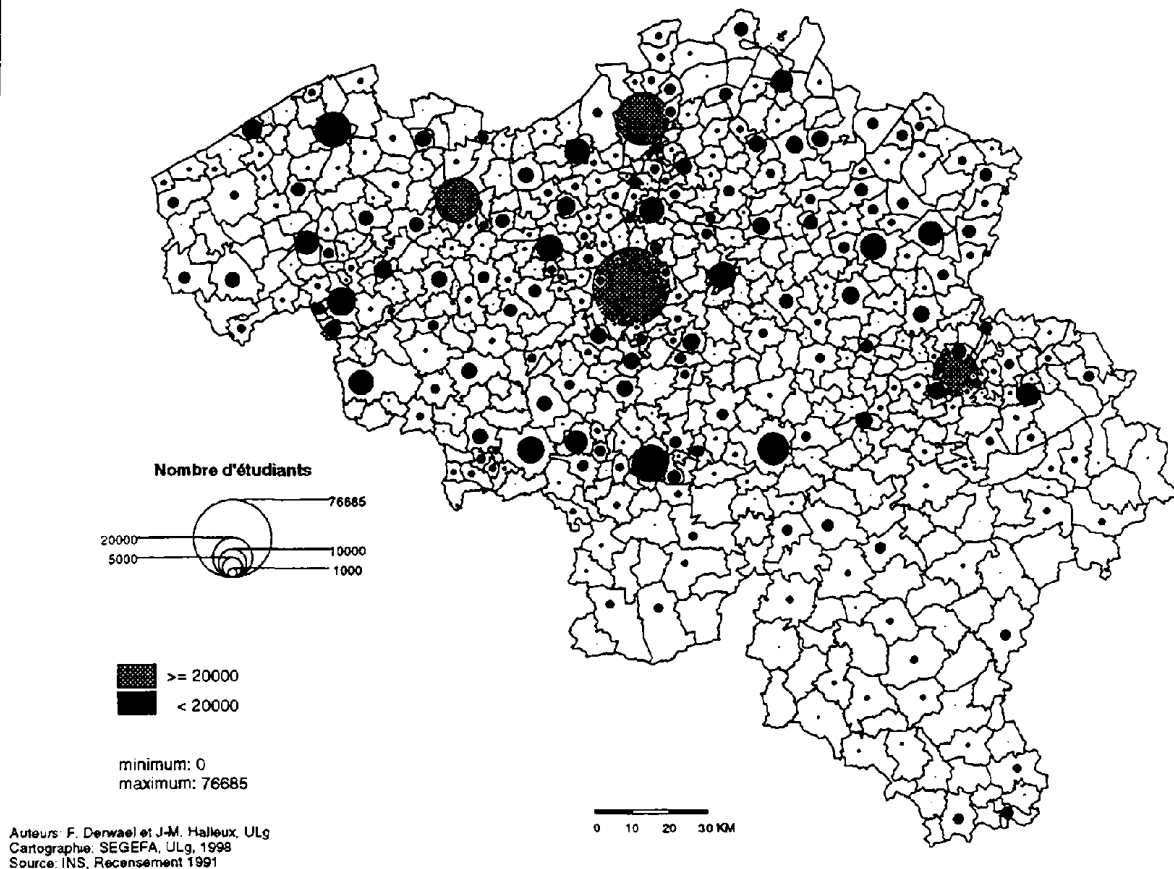 Nombre d'étudiants
76685
20000
10000
5000
1000
>= 20000
< 20000
minimum: 0
maximum: 76685
0 10 20 30 KM
Auteurs: F. Derwael et J-M. Halleux, ULg
Cartographie: SEGEFA, ULg, 1998
Source: INS, Recensement 1991